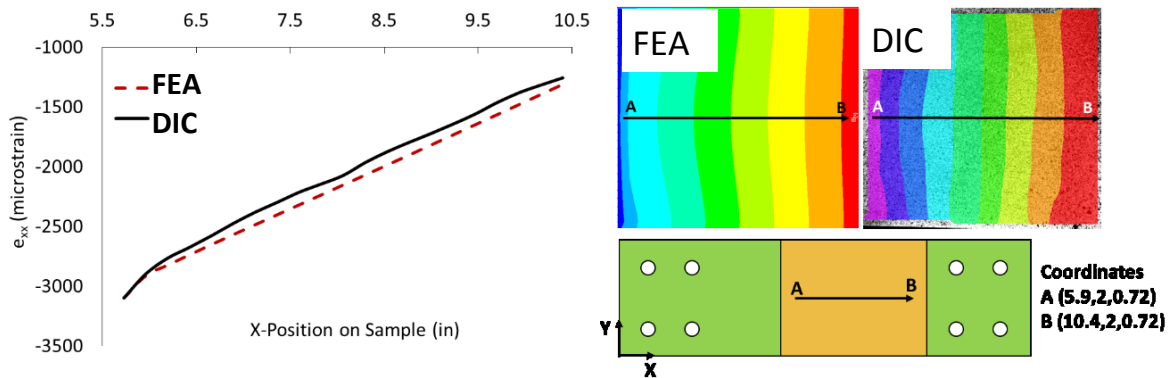 5.5 6.5 7.5 8.5 9.5 10.5
-1000
-1500
-2000
-2500
-3000
-3500
e_xx (microstrain)
FEA
DIC
X-Position on Sample (in)
FEA
A B
DIC
A B
A B
Y
X
Coordinates
A (5.9,2,0.72)
B (10.4,2,0.72)